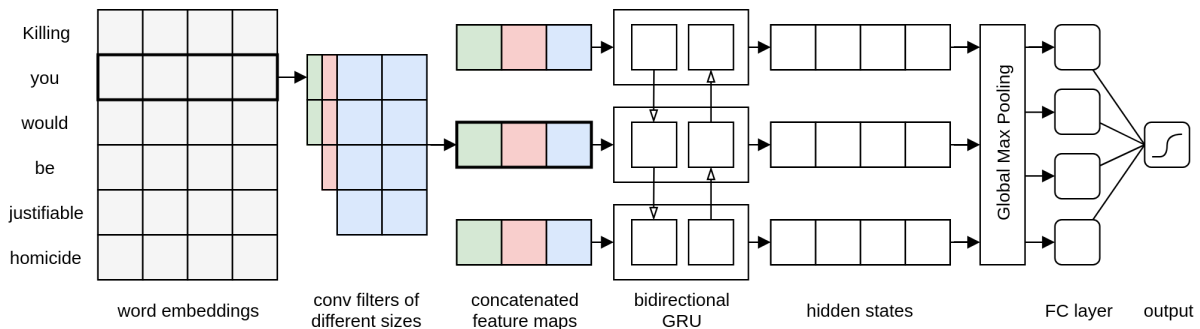 Killing
you
would
be
justifiable
homicide
Global Max Pooling
word embeddings
conv filters of
different sizes
concatenated
feature maps
bidirectional
GRU
hidden states
FC layer
output